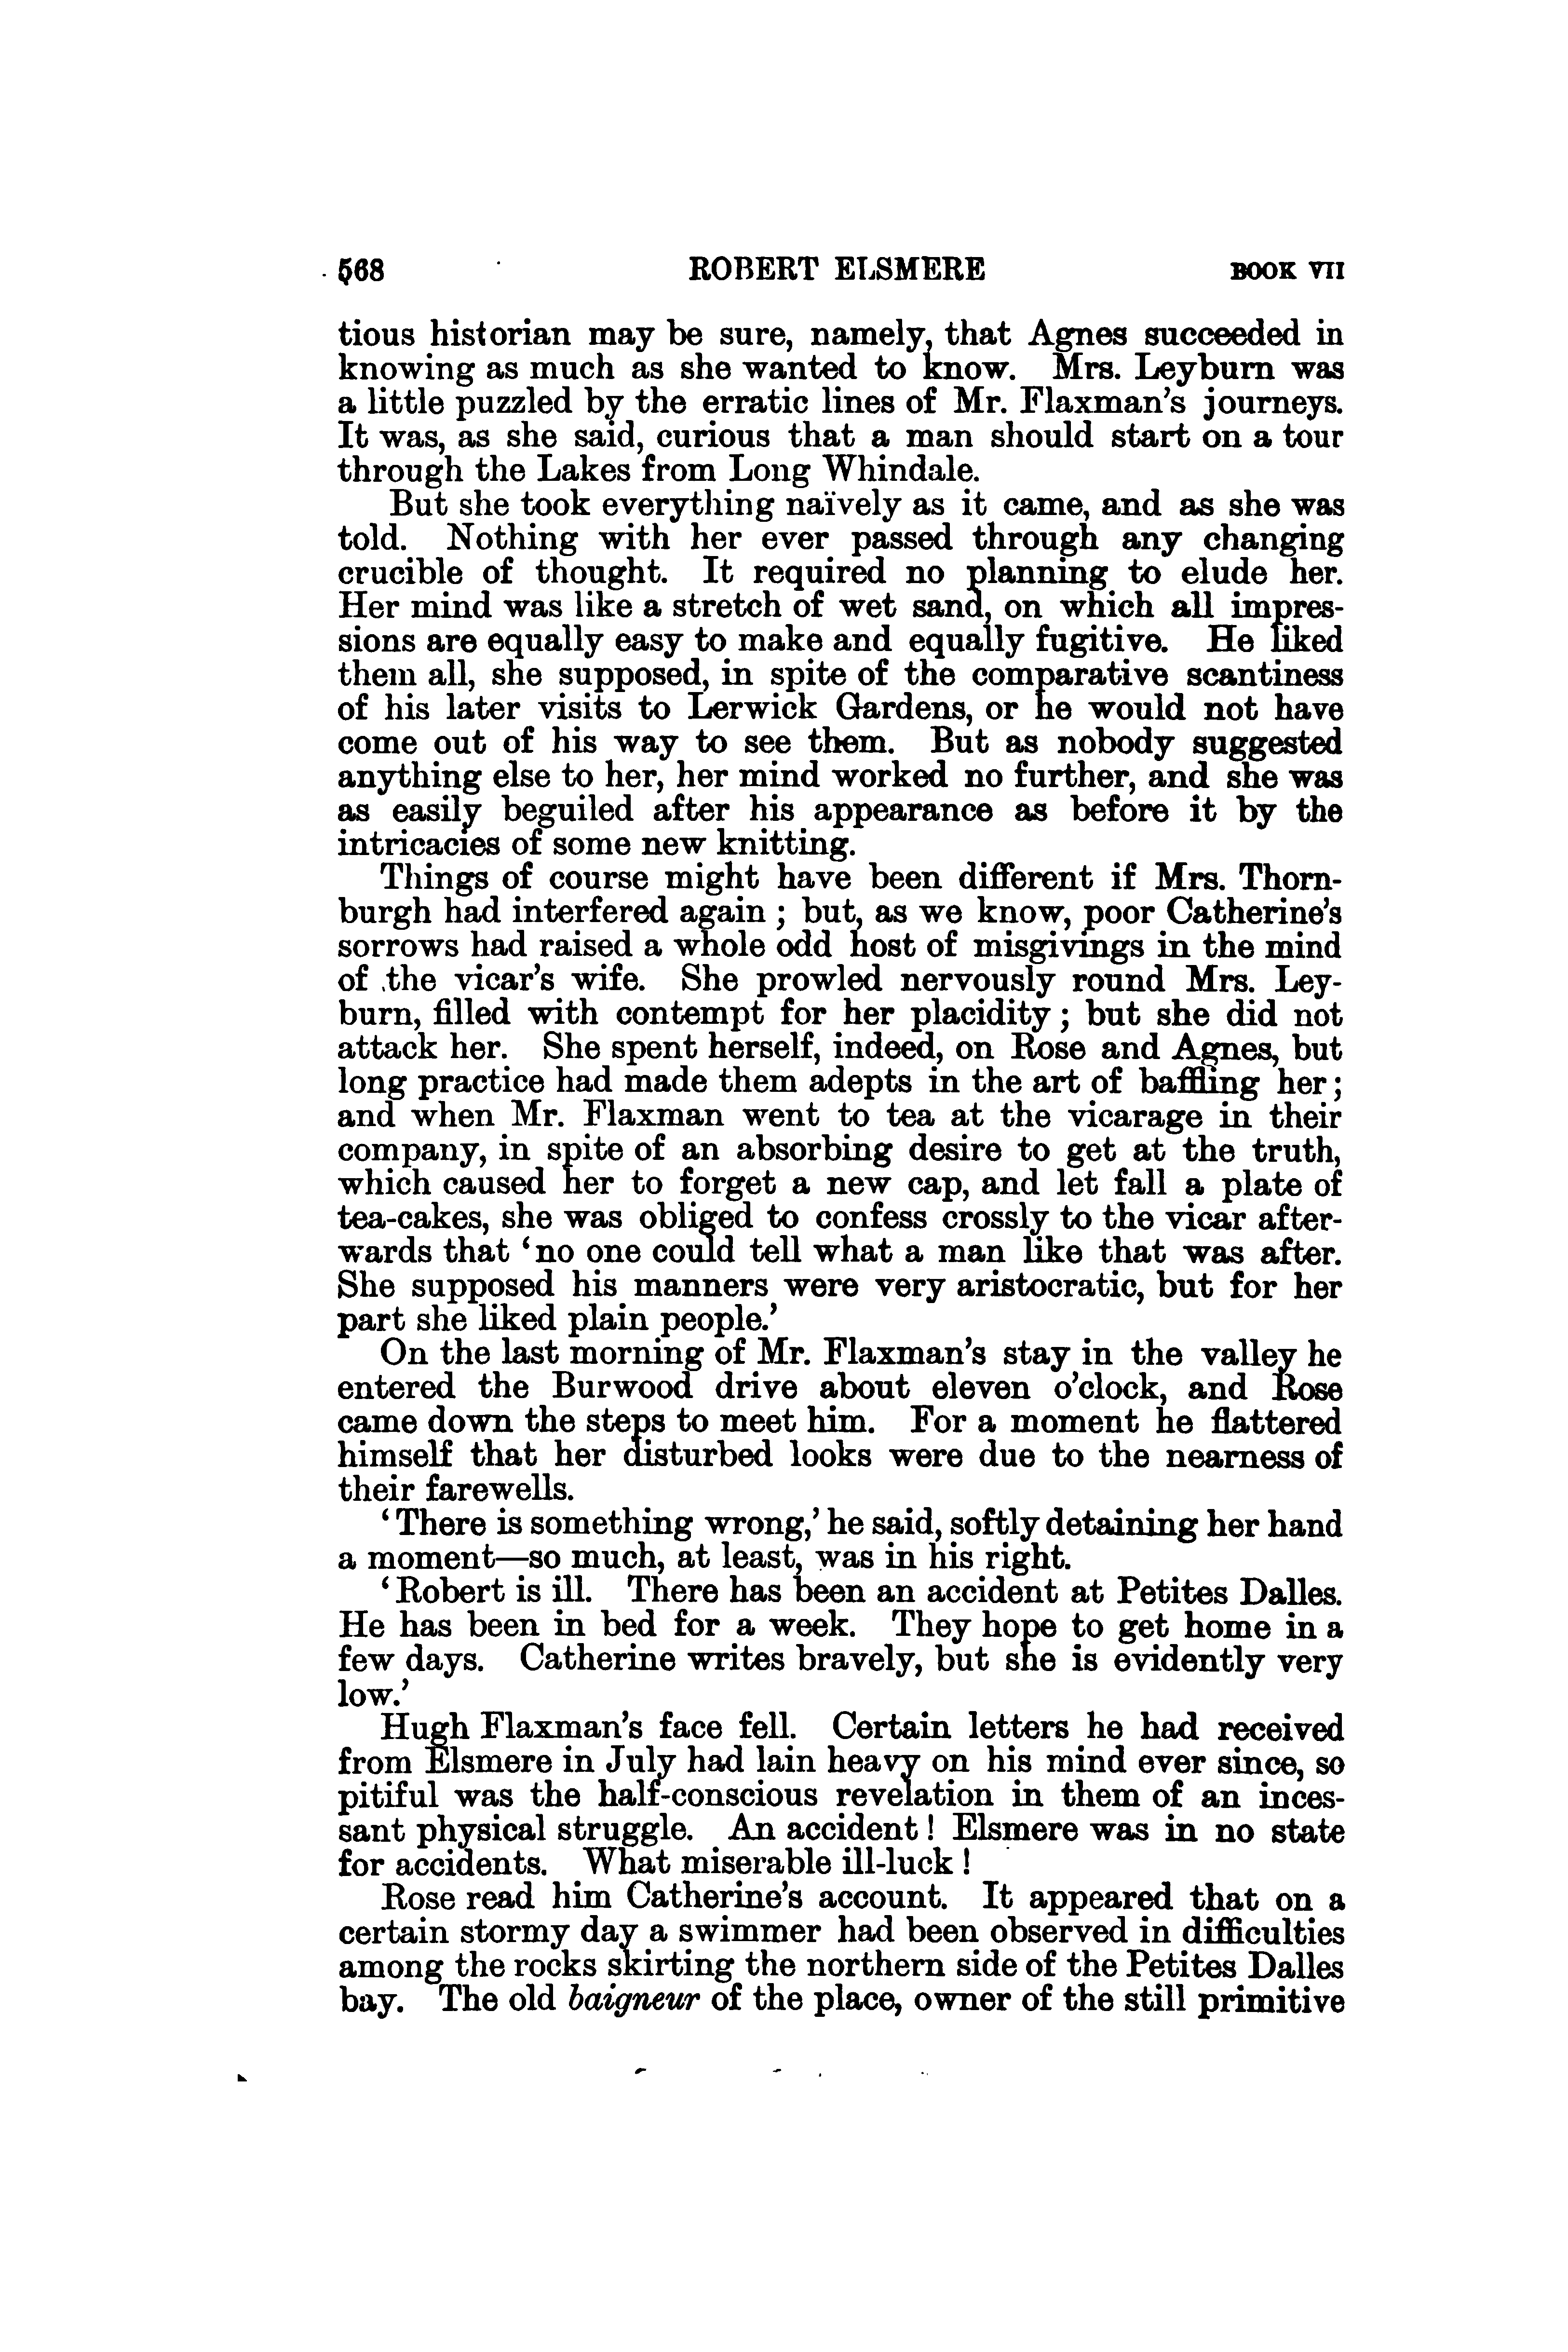 568 ROBERT ELSMERE BOOK VII
tious historian may be sure, namely, that Agnes succeeded in
knowing as much as she wanted to know. Mrs. Leyburn was
a little puzzled by the erratic lines of Mr. Flaxman's journeys.
It was, as she said, curious that a man should start on a tour
through the Lakes from Long Whindale.
But she took everything naïvely as it came, and as she was
told. Nothing with her ever passed through any changing
crucible of thought. It required no planning to elude her.
Her mind was like a stretch of wet sand, on which all impres-
sions are equally easy to make and equally fugitive. He liked
them all, she supposed, in spite of the comparative scantiness
of his later visits to Lerwick Gardens, or he would not have
come out of his way to see them. But as nobody suggested
anything else to her, her mind worked no further, and she was
as easily beguiled after his appearance as before it by the
intricacies of some new knitting.
Things of course might have been different if Mrs. Thorn-
burgh had interfered again ; but, as we know, poor Catherine's
sorrows had raised a whole odd host of misgivings in the mind
of the vicar's wife. She prowled nervously round Mrs. Ley-
burn, filled with contempt for her placidity ; but she did not
attack her. She spent herself, indeed, on Rose and Agnes, but
long practice had made them adepts in the art of baffling her ;
and when Mr. Flaxman went to tea at the vicarage in their
company, in spite of an absorbing desire to get at the truth,
which caused her to forget a new cap, and let fall a plate of
tea-cakes, she was obliged to confess crossly to the vicar after-
wards that 'no one could tell what a man like that was after.
She supposed his manners were very aristocratic, but for her
part she liked plain people.'
On the last morning of Mr. Flaxman's stay in the valley he
entered the Burwood drive about eleven o'clock, and Rose
came down the steps to meet him. For a moment he flattered
himself that her disturbed looks were due to the nearness of
their farewells.
'There is something wrong,' he said, softly detaining her hand
a moment—so much, at least, was in his right.
'Robert is ill. There has been an accident at Petites Dalles.
He has been in bed for a week. They hope to get home in a
few days. Catherine writes bravely, but she is evidently very
low.'
Hugh Flaxman's face fell. Certain letters he had received
from Elsmere in July had lain heavy on his mind ever since, so
pitiful was the half-conscious revelation in them of an inces-
sant physical struggle. An accident ! Elsmere was in no state
for accidents. What miserable ill-luck !
Rose read him Catherine's account. It appeared that on a
certain stormy day a swimmer had been observed in difficulties
among the rocks skirting the northern side of the Petites Dalles
bay. The old baigneur of the place, owner of the still primitive